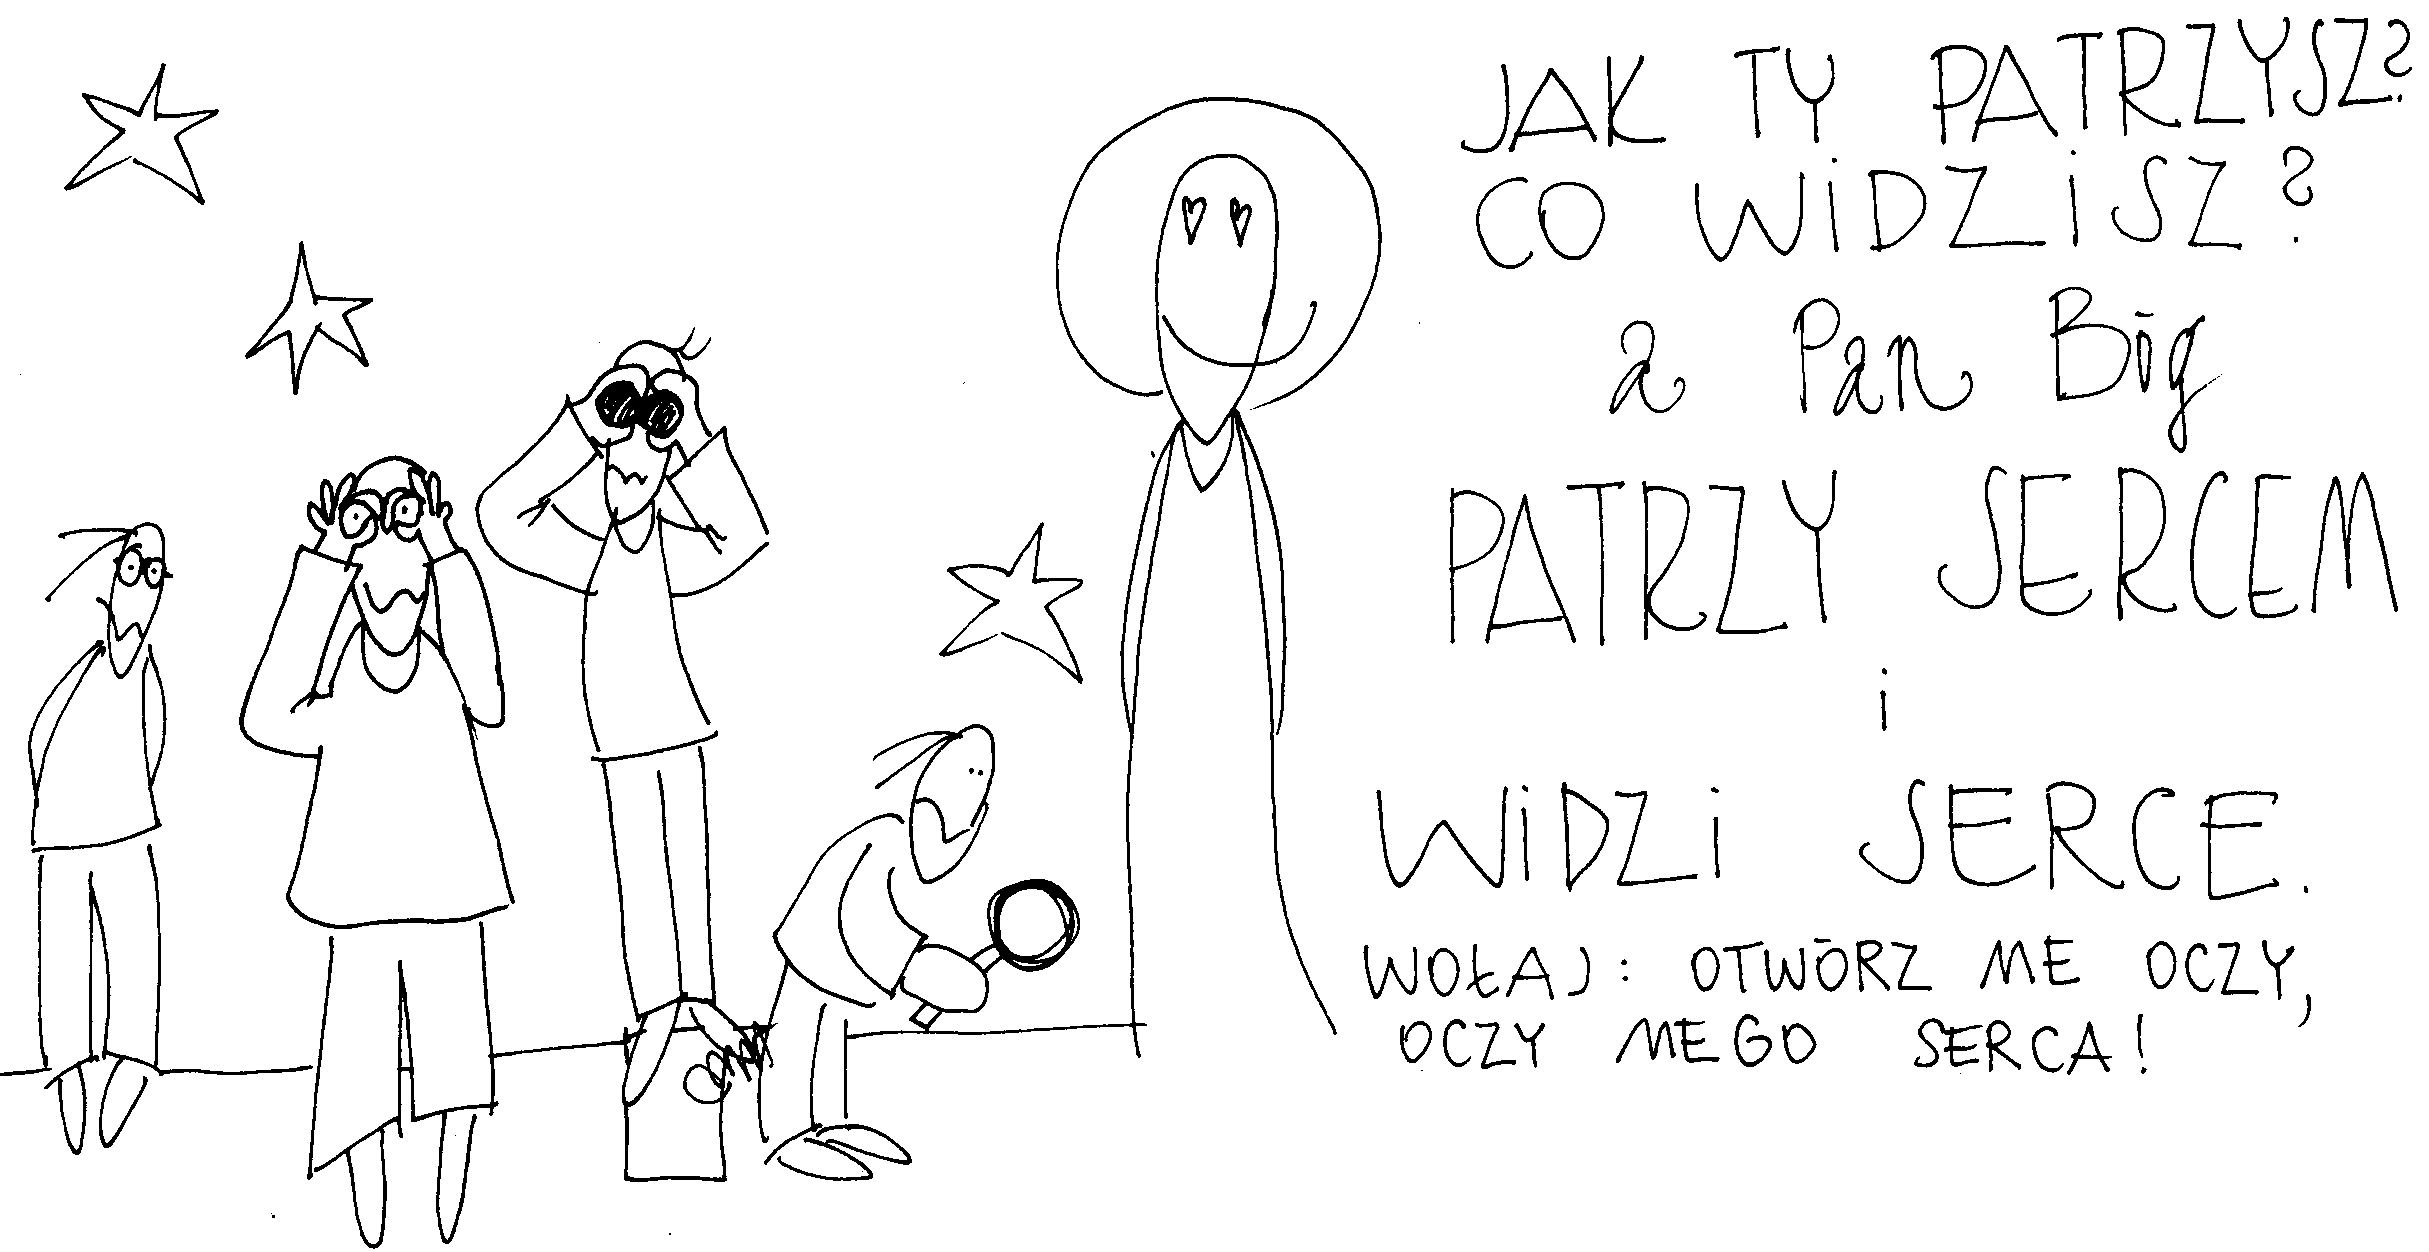 JAK TY PATRZYSZ?
CO WiDZiSZ?
a Pan Bóg
PATRZY SERCEM
i
WiDZi SERCE.
WOŁAJ: OTWÓRZ ME OCZY,
OCZY MEGO SERCA!